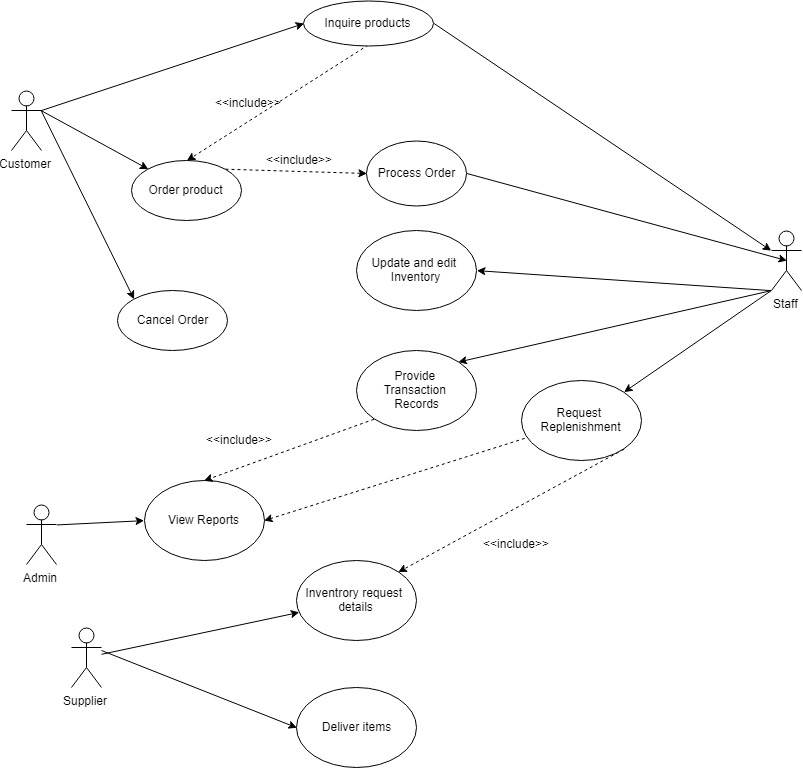 Inquire products
<<include>>
Customer
<<include>>
Order product
Process Order
Update and edit
Inventory
Staff
Cancel Order
Provide
Transaction
Records
Request
Replenishment
<<include>>
View Reports
<<include>>
Admin
Inventrory request
details
Supplier
Deliver items